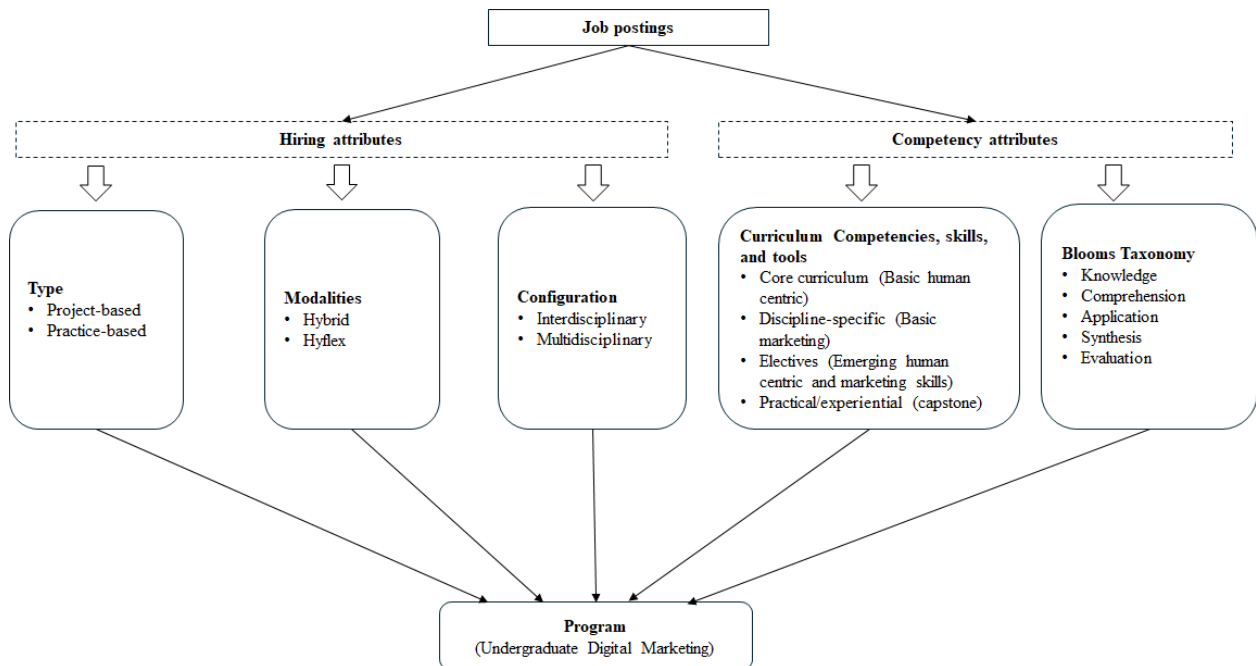 Job postings
Hiring attributes
Competency attributes
Type
• Project-based
• Practice-based
Modalities
• Hybrid
• Hyflex
Configuration
• Interdisciplinary
• Multidisciplinary
Curriculum Competencies, skills,
and tools
• Core curriculum (Basic human
centric)
• Discipline-specific (Basic
marketing)
• Electives (Emerging human
centric and marketing skills)
• Practical/experiential (capstone)
Blooms Taxonomy
• Knowledge
• Comprehension
• Application
• Synthesis
• Evaluation
Program
(Undergraduate Digital Marketing)